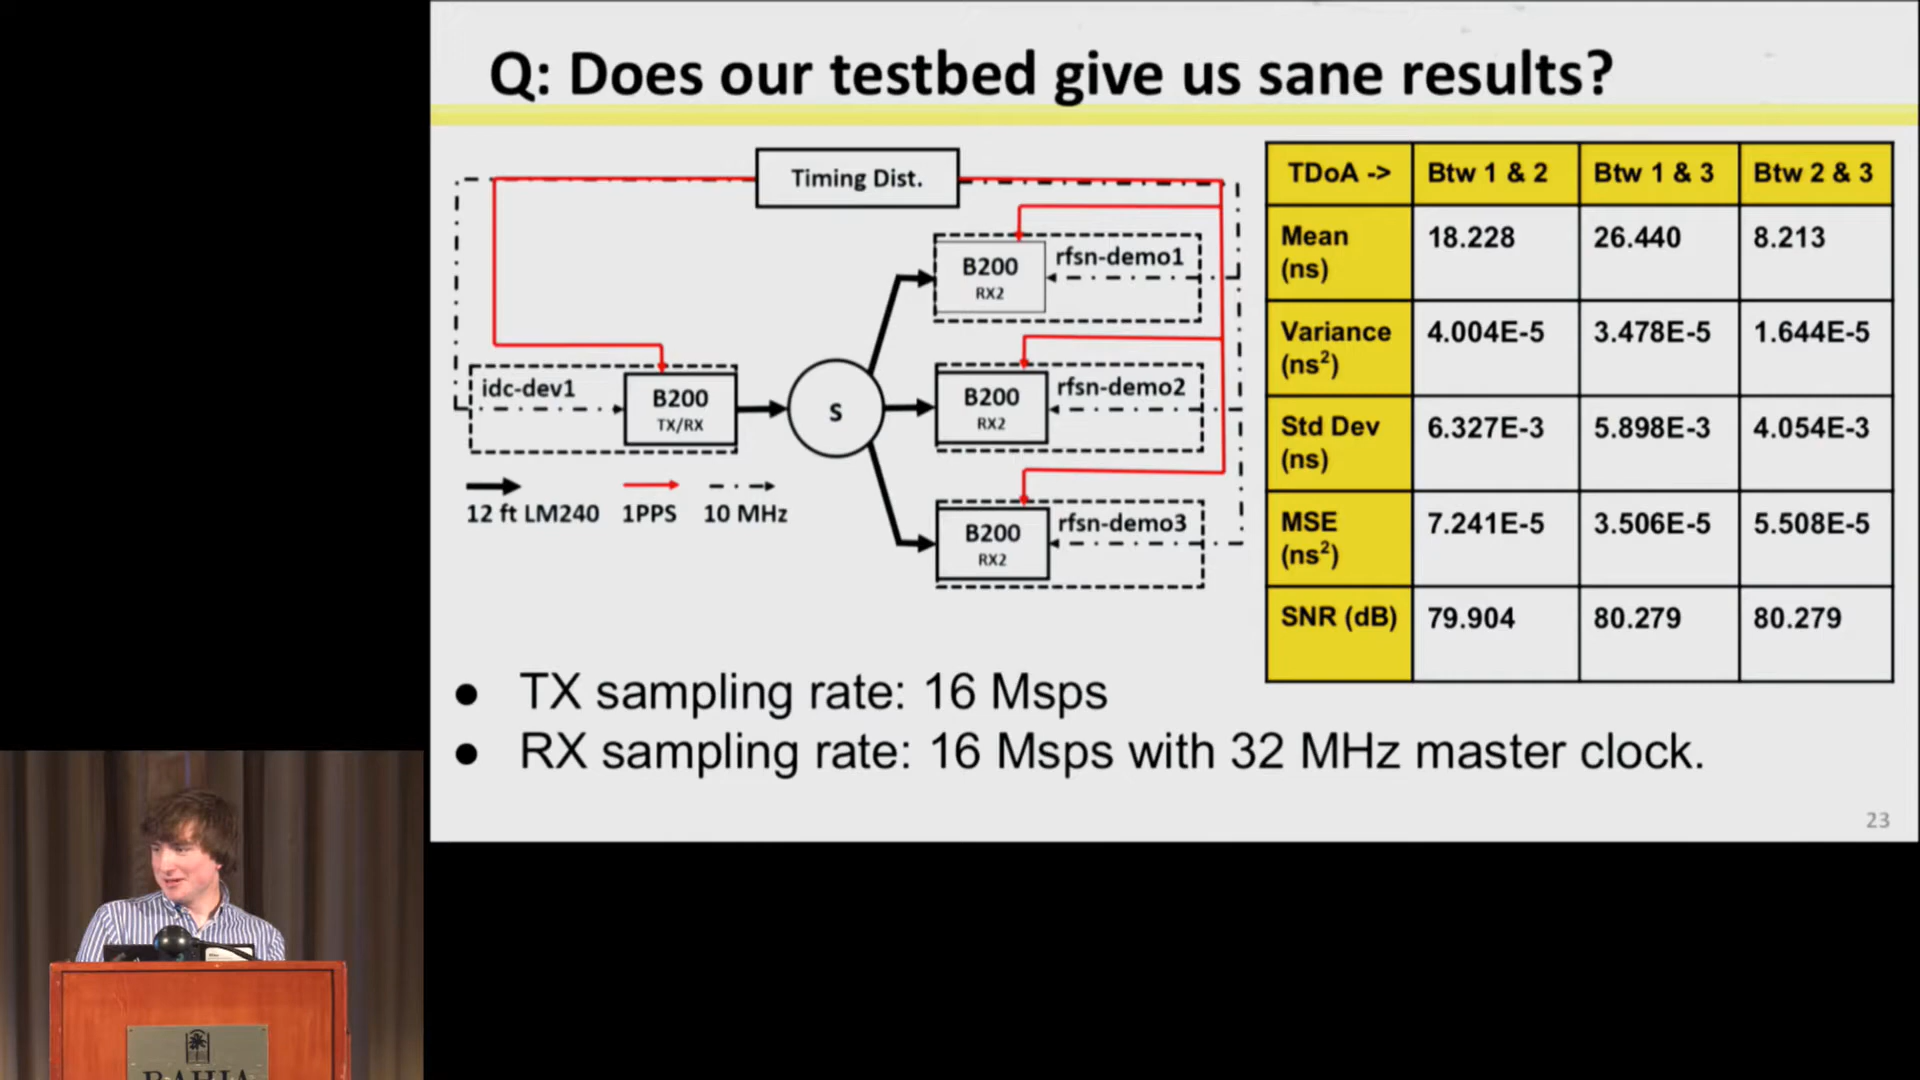 Q: Does our testbed give us sane results?
Timing Dist.
B200
RX2
rfsn-demo1
idc-dev1
B200
TX/RX
S
B200
RX2
rfsn-demo2
B200
RX2
rfsn-demo3
12 ft LM240 1PPS 10 MHz
TDoA -> Btw 1 & 2 Btw 1 & 3 Btw 2 & 3
Mean (ns) 18.228 26.440 8.213
Variance (ns²) 4.004E-5 3.478E-5 1.644E-5
Std Dev (ns) 6.327E-3 5.898E-3 4.054E-3
MSE (ns²) 7.241E-5 3.506E-5 5.508E-5
SNR (dB) 79.904 80.279 80.279
● TX sampling rate: 16 Msps
● RX sampling rate: 16 Msps with 32 MHz master clock.
23
BAHIA